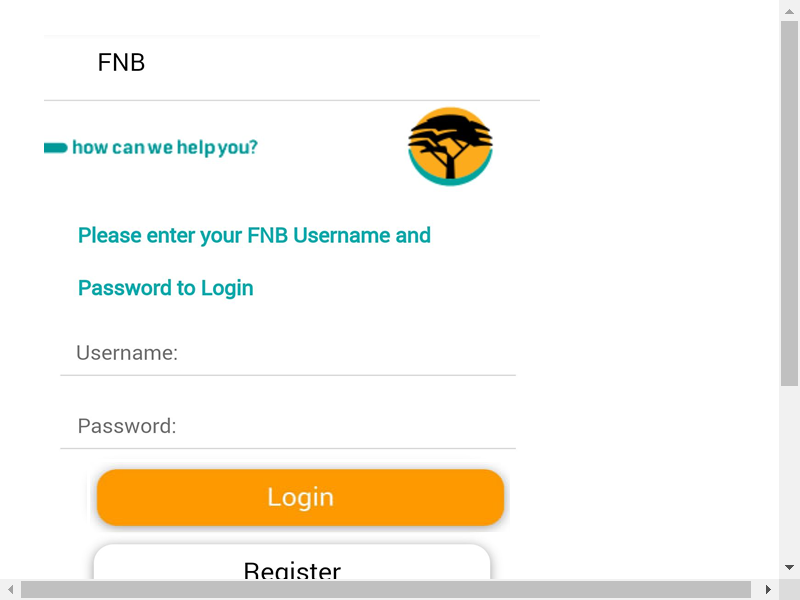 FNB
how can we help you?
Please enter your FNB Username and
Password to Login
Username:
Password:
Login
Register